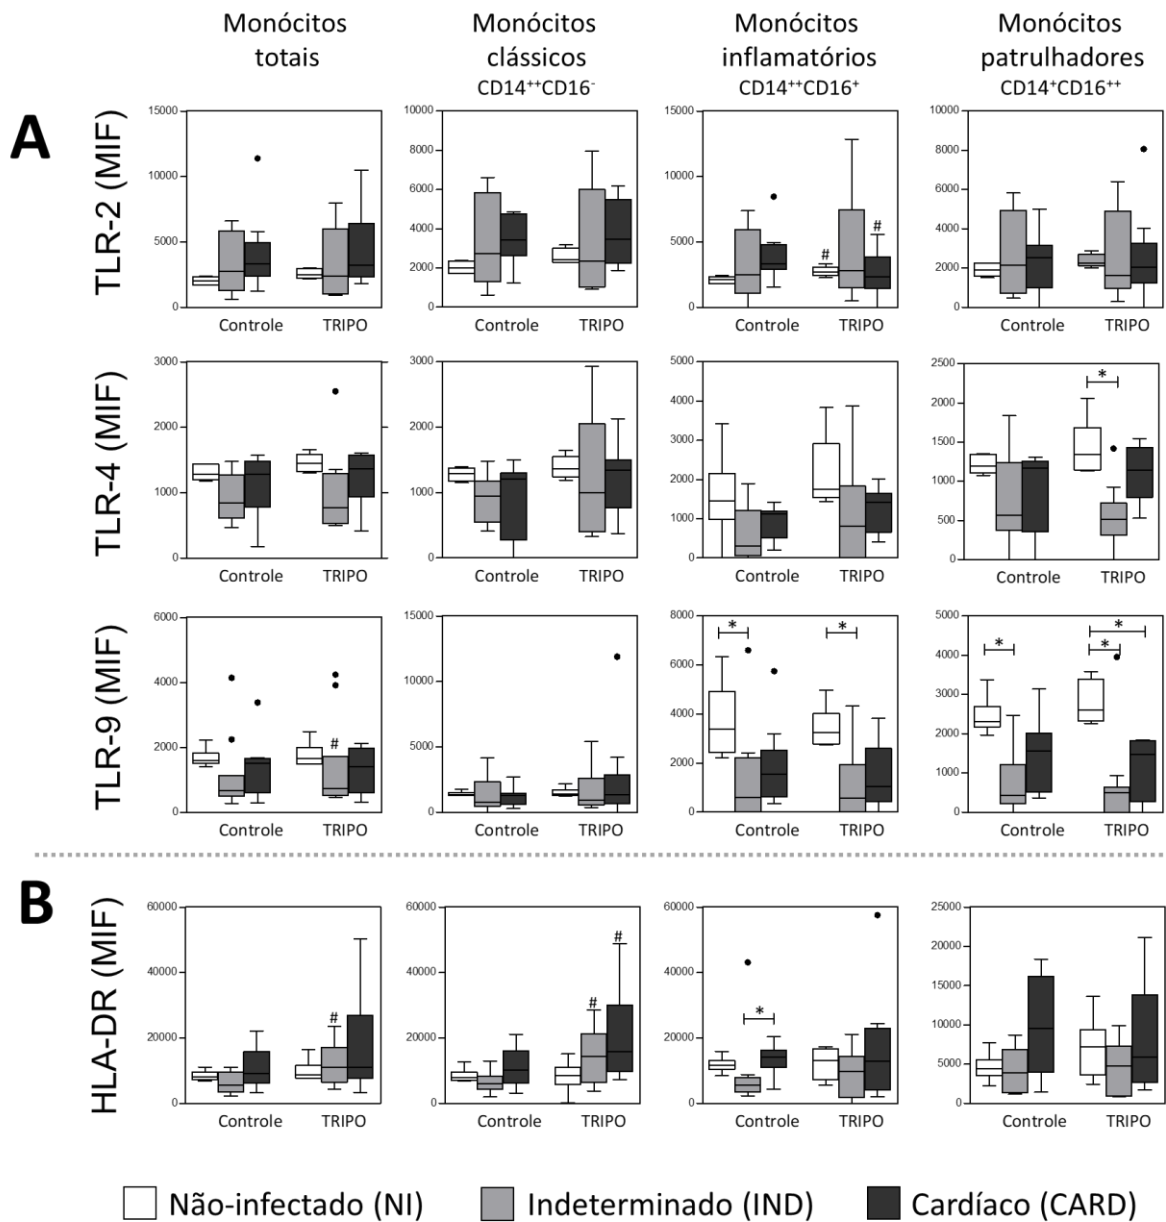 Monócitos
totais
Monócitos
clássicos
CD14⁺⁺CD16⁻
Monócitos
inflamatórios
CD14⁺⁺CD16⁺
Monócitos
patrulhadores
CD14⁺CD16⁺⁺
A
TLR-2 (MIF)
15000
10000
5000
0
Controle TRIPO
10000
8000
6000
4000
2000
0
Controle TRIPO
15000
10000
5000
0
# #
Controle TRIPO
10000
8000
6000
4000
2000
0
Controle TRIPO
TLR-4 (MIF)
3000
2000
1000
0
Controle TRIPO
3000
2000
1000
0
Controle TRIPO
5000
4000
3000
2000
1000
0
Controle TRIPO
2500
2000
1500
1000
500
0
*
Controle TRIPO
TLR-9 (MIF)
6000
4000
2000
0
#
Controle TRIPO
15000
10000
5000
0
Controle TRIPO
8000
6000
4000
2000
0
* *
Controle TRIPO
5000
4000
3000
2000
1000
0
* * *
Controle TRIPO
B
HLA-DR (MIF)
60000
40000
20000
0
#
Controle TRIPO
60000
40000
20000
0
# #
Controle TRIPO
60000
40000
20000
0
*
Controle TRIPO
25000
20000
15000
10000
5000
0
Controle TRIPO
Não-infectado (NI) Indeterminado (IND) Cardíaco (CARD)